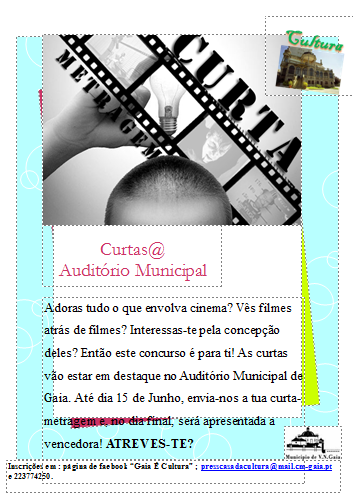 Cultura
CURTA
METRAGEM
Curtas@
Auditório Municipal
Adoras tudo o que envolva cinema? Vês filmes
atrás de filmes? Interessas-te pela concepção
deles? Então este concurso é para ti! As curtas
vão estar em destaque no Auditório Municipal de
Gaia. Até dia 15 de Junho, envia-nos a tua curta-
metragem e, no dia final, será apresentada a
vencedora! ATREVES-TE?
Município de V.N.Gaia
Inscrições em : página de faebook "Gaia É Cultura" ; presscasadacultura@mail.cm-gaia.pt
e 223774250.